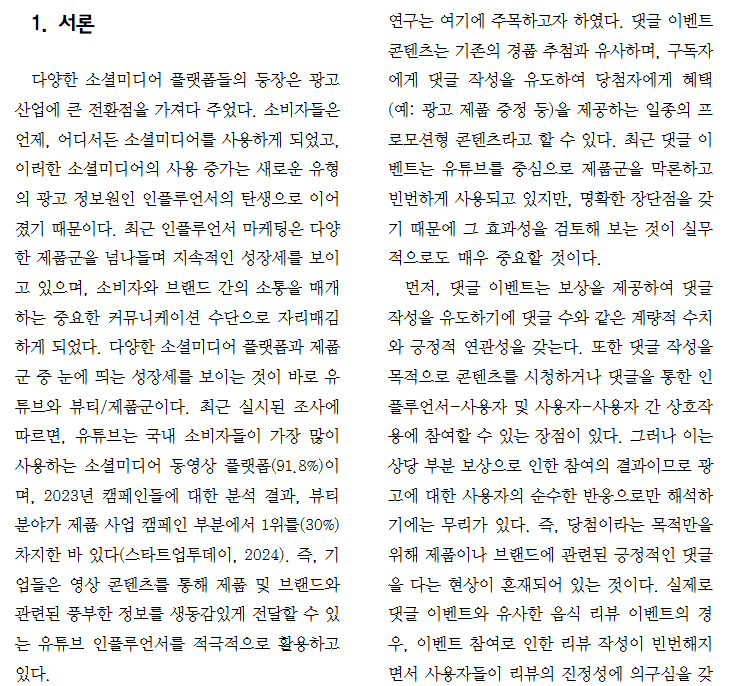 1. 서론
다양한 소셜미디어 플랫폼들의 등장은 광고
산업에 큰 전환점을 가져다 주었다. 소비자들은
언제, 어디서든 소셜미디어를 사용하게 되었고,
이러한 소셜미디어의 사용 증가는 새로운 유형
의 광고 정보원인 인플루언서의 탄생으로 이어
졌기 때문이다. 최근 인플루언서 마케팅은 다양
한 제품군을 넘나들며 지속적인 성장세를 보이
고 있으며, 소비자와 브랜드 간의 소통을 매개
하는 중요한 커뮤니케이션 수단으로 자리매김
하게 되었다. 다양한 소셜미디어 플랫폼과 제품
군 중 눈에 띄는 성장세를 보이는 것이 바로 유
튜브와 뷰티/제품군이다. 최근 실시된 조사에
따르면, 유튜브는 국내 소비자들이 가장 많이
사용하는 소셜미디어 동영상 플랫폼(91.8%)이
며, 2023년 캠페인들에 대한 분석 결과, 뷰티
분야가 제품 사업 캠페인 부분에서 1위를(30%)
차지한 바 있다(스타트업투데이, 2024). 즉, 기
업들은 영상 콘텐츠를 통해 제품 및 브랜드와
관련된 풍부한 정보를 생동감있게 전달할 수 있
는 유튜브 인플루언서를 적극적으로 활용하고
있다.
연구는 여기에 주목하고자 하였다. 댓글 이벤트
콘텐츠는 기존의 경품 추첨과 유사하며, 구독자
에게 댓글 작성을 유도하여 당첨자에게 혜택
(예: 광고 제품 증정 등)을 제공하는 일종의 프
로모션형 콘텐츠라고 할 수 있다. 최근 댓글 이
벤트는 유튜브를 중심으로 제품군을 막론하고
빈번하게 사용되고 있지만, 명확한 장단점을 갖
기 때문에 그 효과성을 검토해 보는 것이 실무
적으로도 매우 중요할 것이다.
먼저, 댓글 이벤트는 보상을 제공하여 댓글
작성을 유도하기에 댓글 수와 같은 계량적 수치
와 긍정적 연관성을 갖는다. 또한 댓글 작성을
목적으로 콘텐츠를 시청하거나 댓글을 통한 인
플루언서-사용자 및 사용자-사용자 간 상호작
용에 참여할 수 있는 장점이 있다. 그러나 이는
상당 부분 보상으로 인한 참여의 결과이므로 광
고에 대한 사용자의 순수한 반응으로만 해석하
기에는 무리가 있다. 즉, 당첨이라는 목적만을
위해 제품이나 브랜드에 관련된 긍정적인 댓글
을 다는 현상이 혼재되어 있는 것이다. 실제로
댓글 이벤트와 유사한 음식 리뷰 이벤트의 경
우, 이벤트 참여로 인한 리뷰 작성이 빈번해지
면서 사용자들이 리뷰의 진정성에 의구심을 갖